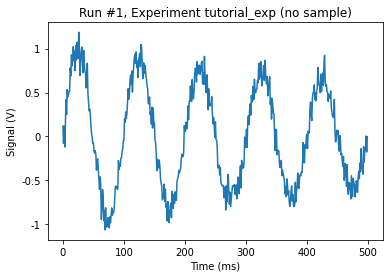 Run #1, Experiment tutorial_exp (no sample)
Signal (V)
1
0.5
0
-0.5
-1
0 100 200 300 400 500
Time (ms)